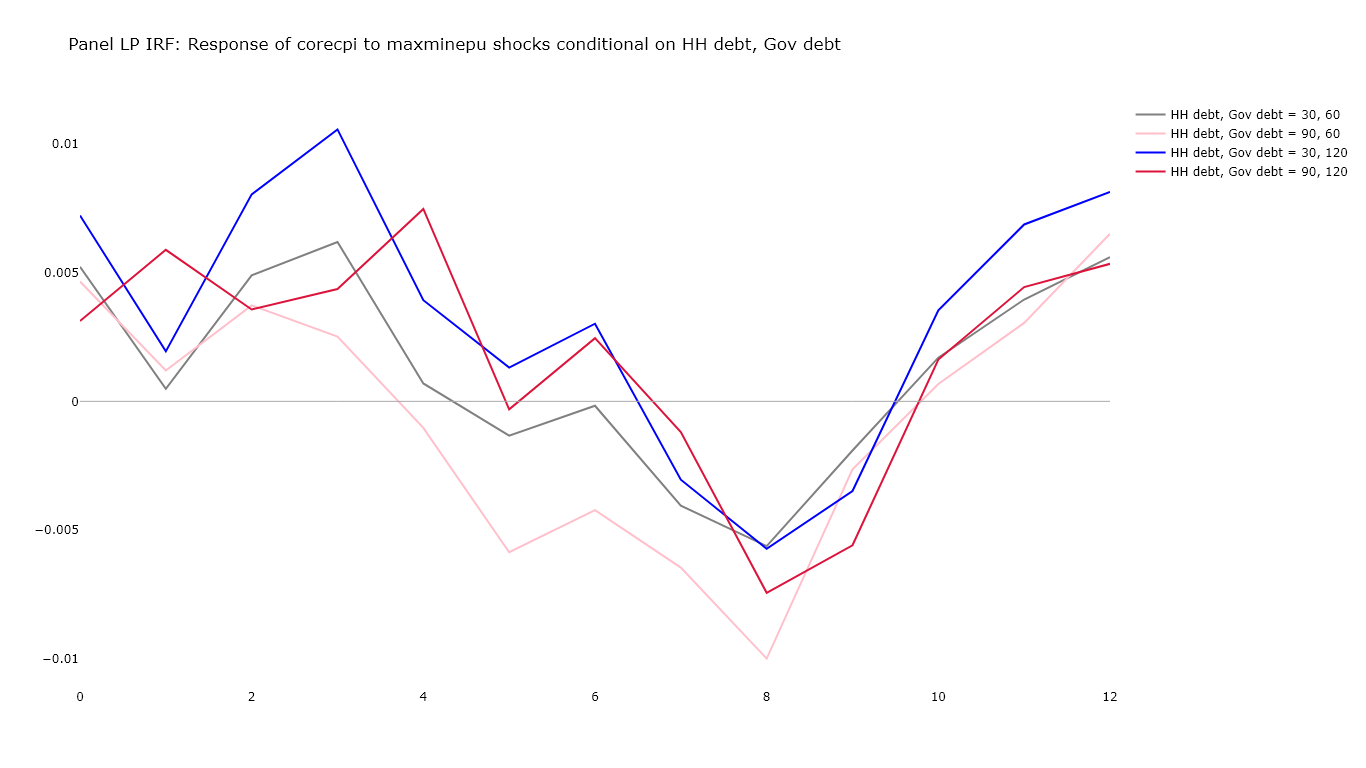 Panel LP IRF: Response of corecpi to maxminepu shocks conditional on HH debt, Gov debt
HH debt, Gov debt = 30, 60
HH debt, Gov debt = 90, 60
HH debt, Gov debt = 30, 120
HH debt, Gov debt = 90, 120
0.01
0.005
0
−0.005
−0.01
0 2 4 6 8 10 12